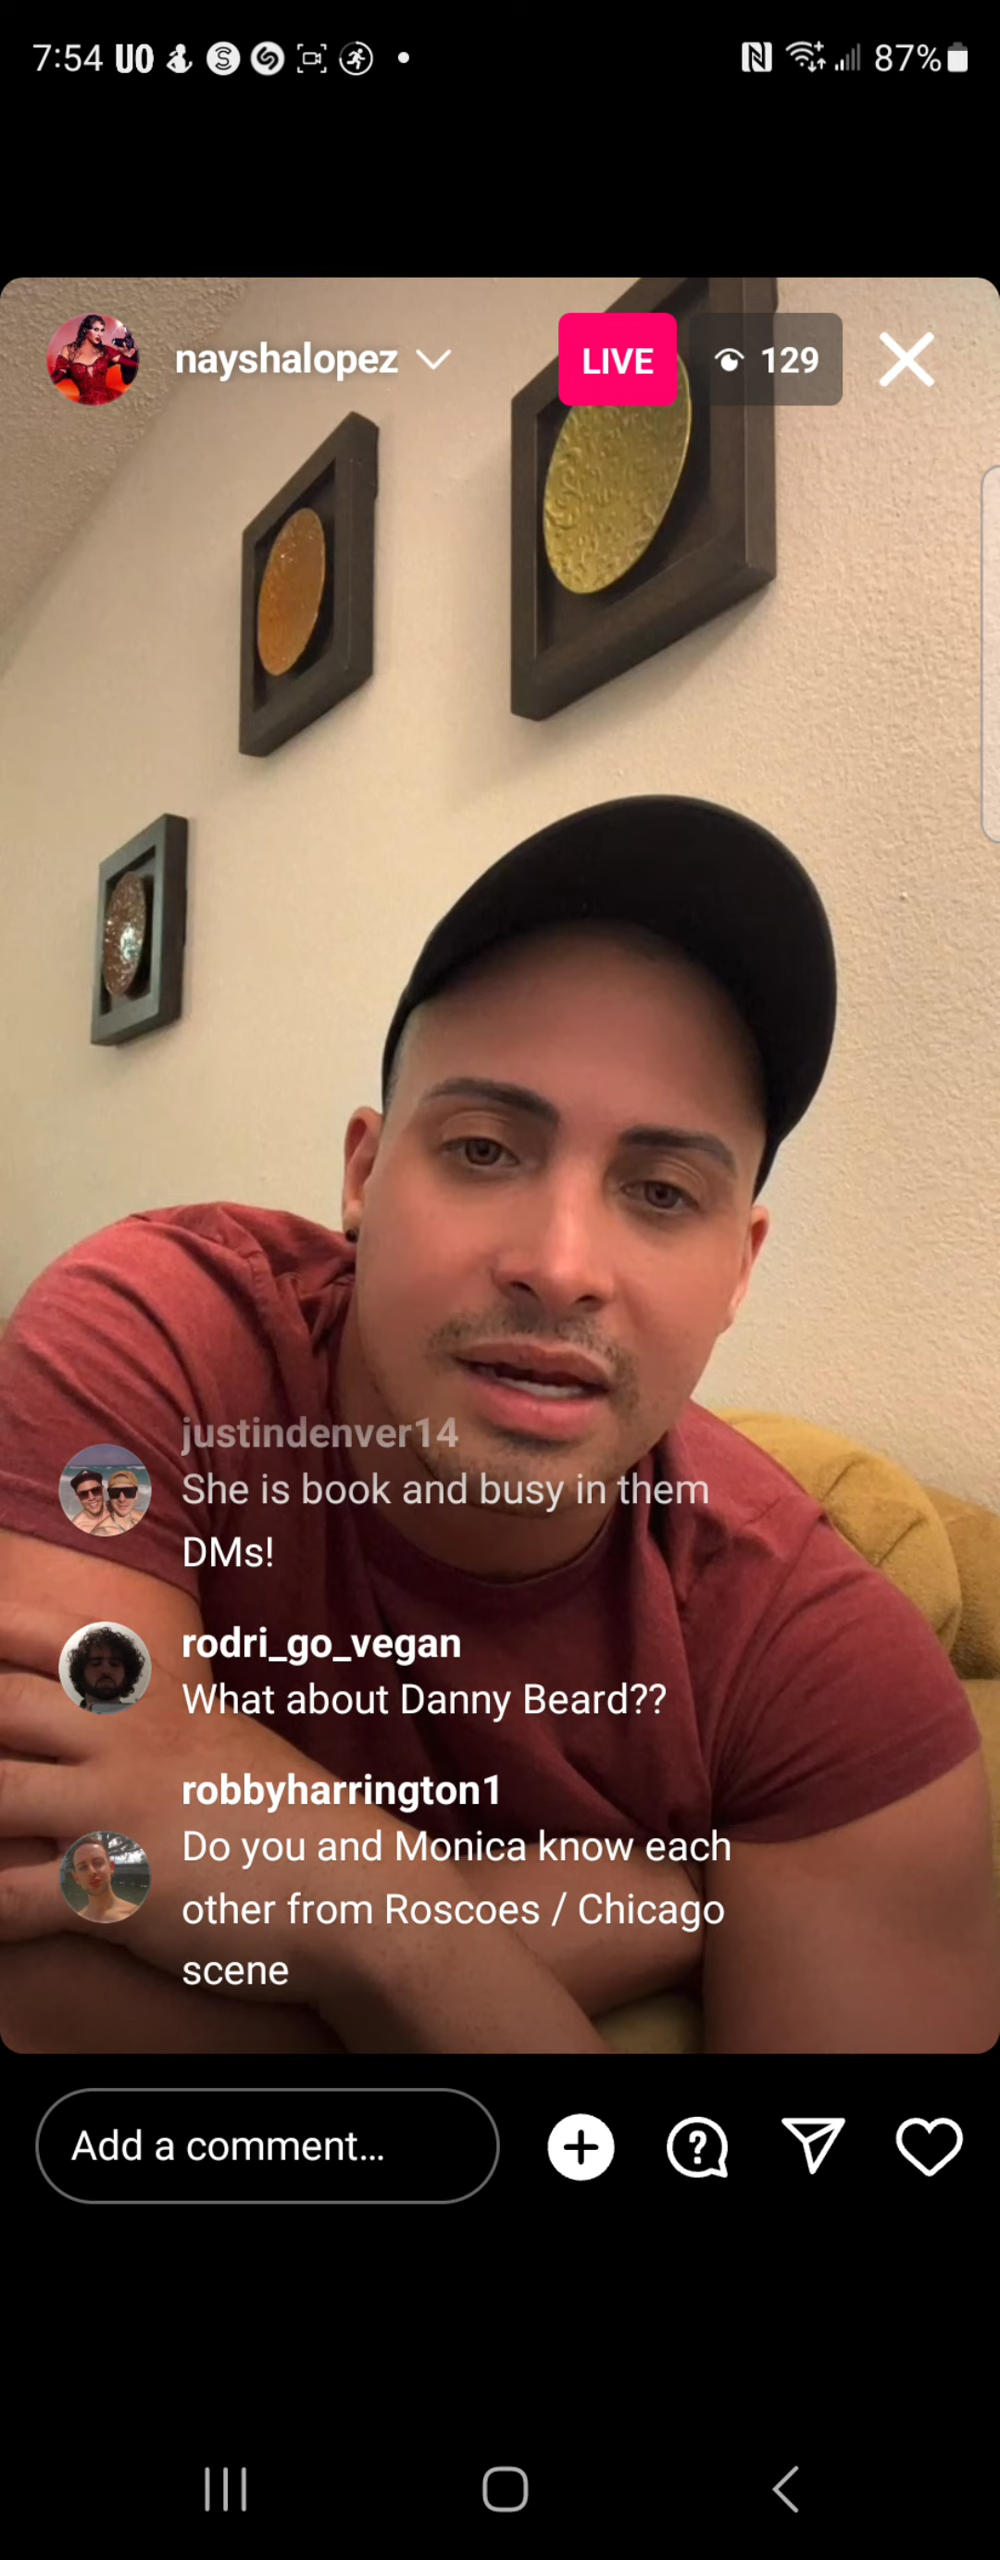 7:54 UO
87%
nayshalopez
LIVE
129
justindenver14
She is book and busy in them
DMs!
rodri_go_vegan
What about Danny Beard??
robbyharrington1
Do you and Monica know each
other from Roscoes / Chicago
scene
Add a comment...